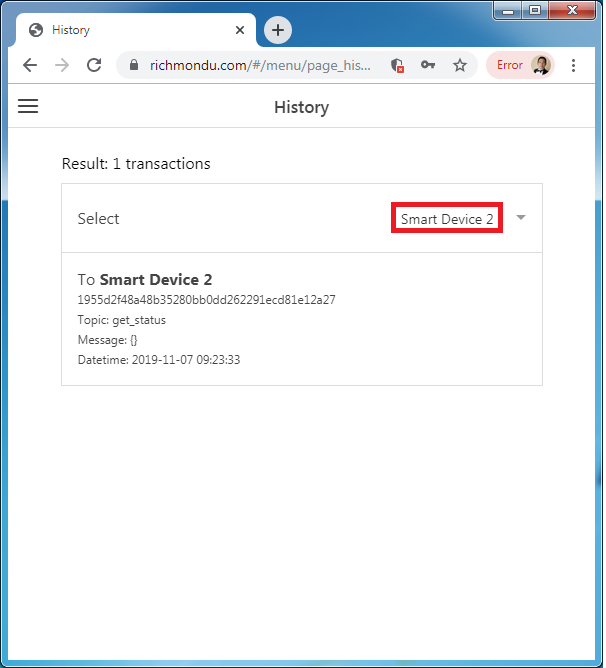 History
richmondu.com/#/menu/page_his...
Error
History
Result: 1 transactions
Select
Smart Device 2
To Smart Device 2
1955d2f48a48b35280bb0dd262291ecd81e12a27
Topic: get_status
Message: {}
Datetime: 2019-11-07 09:23:33